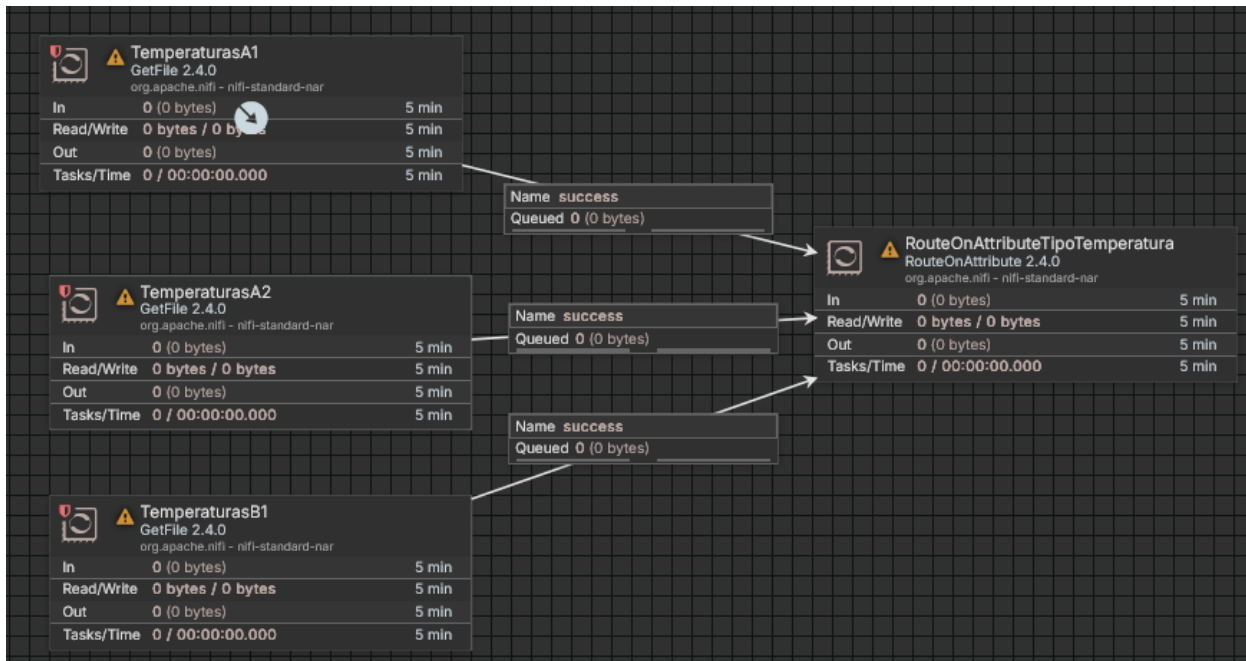 TemperaturasA1
GetFile 2.4.0
org.apache.nifi - nifi-standard-nar
In 0 (0 bytes) 5 min
Read/Write 0 bytes / 0 by 5 min
Out 0 (0 bytes) 5 min
Tasks/Time 0 / 00:00:00.000 5 min
Name success
Queued 0 (0 bytes)
TemperaturasA2
GetFile 2.4.0
org.apache.nifi - nifi-standard-nar
In 0 (0 bytes) 5 min
Read/Write 0 bytes / 0 bytes 5 min
Out 0 (0 bytes) 5 min
Tasks/Time 0 / 00:00:00.000 5 min
Name success
Queued 0 (0 bytes)
TemperaturasB1
GetFile 2.4.0
org.apache.nifi - nifi-standard-nar
In 0 (0 bytes) 5 min
Read/Write 0 bytes / 0 bytes 5 min
Out 0 (0 bytes) 5 min
Tasks/Time 0 / 00:00:00.000 5 min
Name success
Queued 0 (0 bytes)
RouteOnAttributeTipoTemperatura
RouteOnAttribute 2.4.0
org.apache.nifi - nifi-standard-nar
In 0 (0 bytes) 5 min
Read/Write 0 bytes / 0 bytes 5 min
Out 0 (0 bytes) 5 min
Tasks/Time 0 / 00:00:00.000 5 min